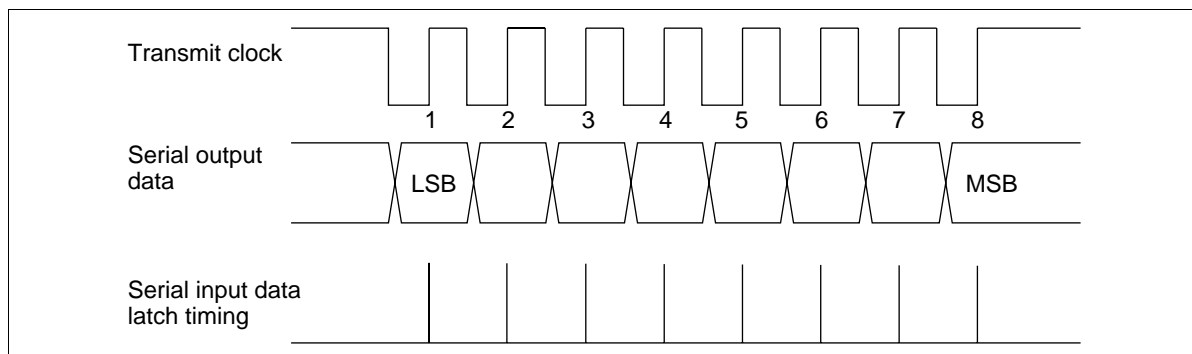 Transmit clock
1 2 3 4 5 6 7 8
Serial output
data
LSB
MSB
Serial input data
latch timing